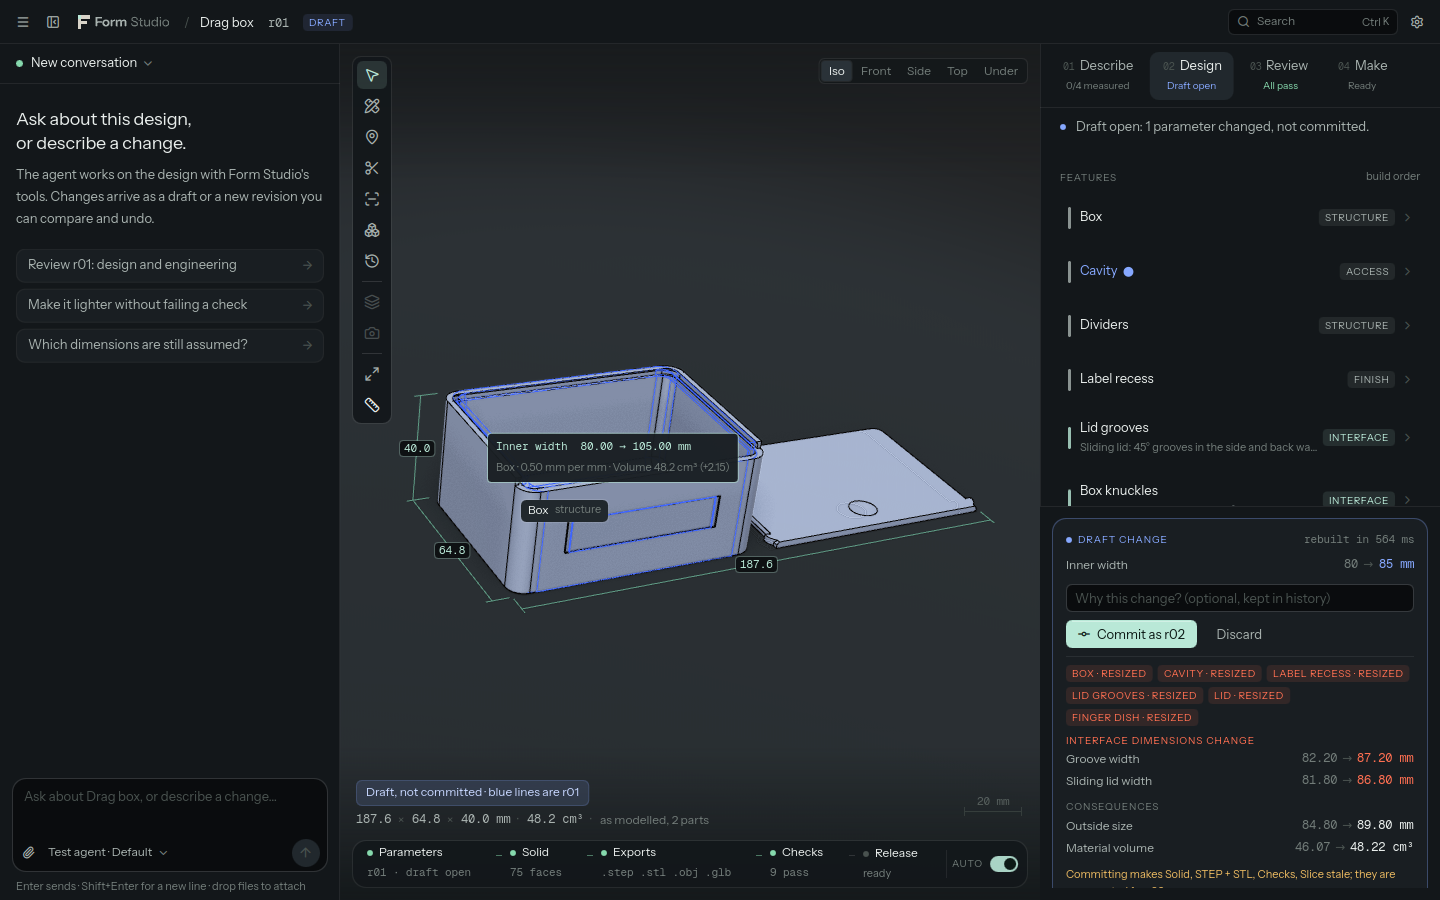 Form Studio / Drag box r01 DRAFT
Search Ctrl K
New conversation
Ask about this design,
or describe a change.
The agent works on the design with Form Studio's
tools. Changes arrive as a draft or a new revision you
can compare and undo.
Review r01: design and engineering
Make it lighter without failing a check
Which dimensions are still assumed?
Ask about Drag box, or describe a change...
Test agent · Default
Enter sends · Shift+Enter for a new line · drop files to attach
Iso Front Side Top Under
40.0
64.8
187.6
Inner width 80.00 → 105.00 mm
Box · 0.50 mm per mm · Volume 48.2 cm³ (+2.15)
Box structure
Draft, not committed · blue lines are r01
187.6 × 64.8 × 40.0 mm · 48.2 cm³ · as modelled, 2 parts
20 mm
Parameters
r01 · draft open
Solid
75 faces
Exports
.step .stl .obj .glb
Checks
9 pass
Release
ready
AUTO
01 Describe
0/4 measured
02 Design
Draft open
03 Review
All pass
04 Make
Ready
Draft open: 1 parameter changed, not committed.
FEATURES build order
Box STRUCTURE
Cavity ACCESS
Dividers STRUCTURE
Label recess FINISH
Lid grooves INTERFACE
Sliding lid: 45° grooves in the side and back wa...
Box knuckles INTERFACE
DRAFT CHANGE rebuilt in 564 ms
Inner width 80 → 85 mm
Why this change? (optional, kept in history)
Commit as r02 Discard
BOX · RESIZED CAVITY · RESIZED LABEL RECESS · RESIZED
LID GROOVES · RESIZED LID · RESIZED
FINGER DISH · RESIZED
INTERFACE DIMENSIONS CHANGE
Groove width 82.20 → 87.20 mm
Sliding lid width 81.80 → 86.80 mm
CONSEQUENCES
Outside size 84.80 → 89.80 mm
Material volume 46.07 → 48.22 cm³
Committing makes Solid, STEP + STL, Checks, Slice stale; they are